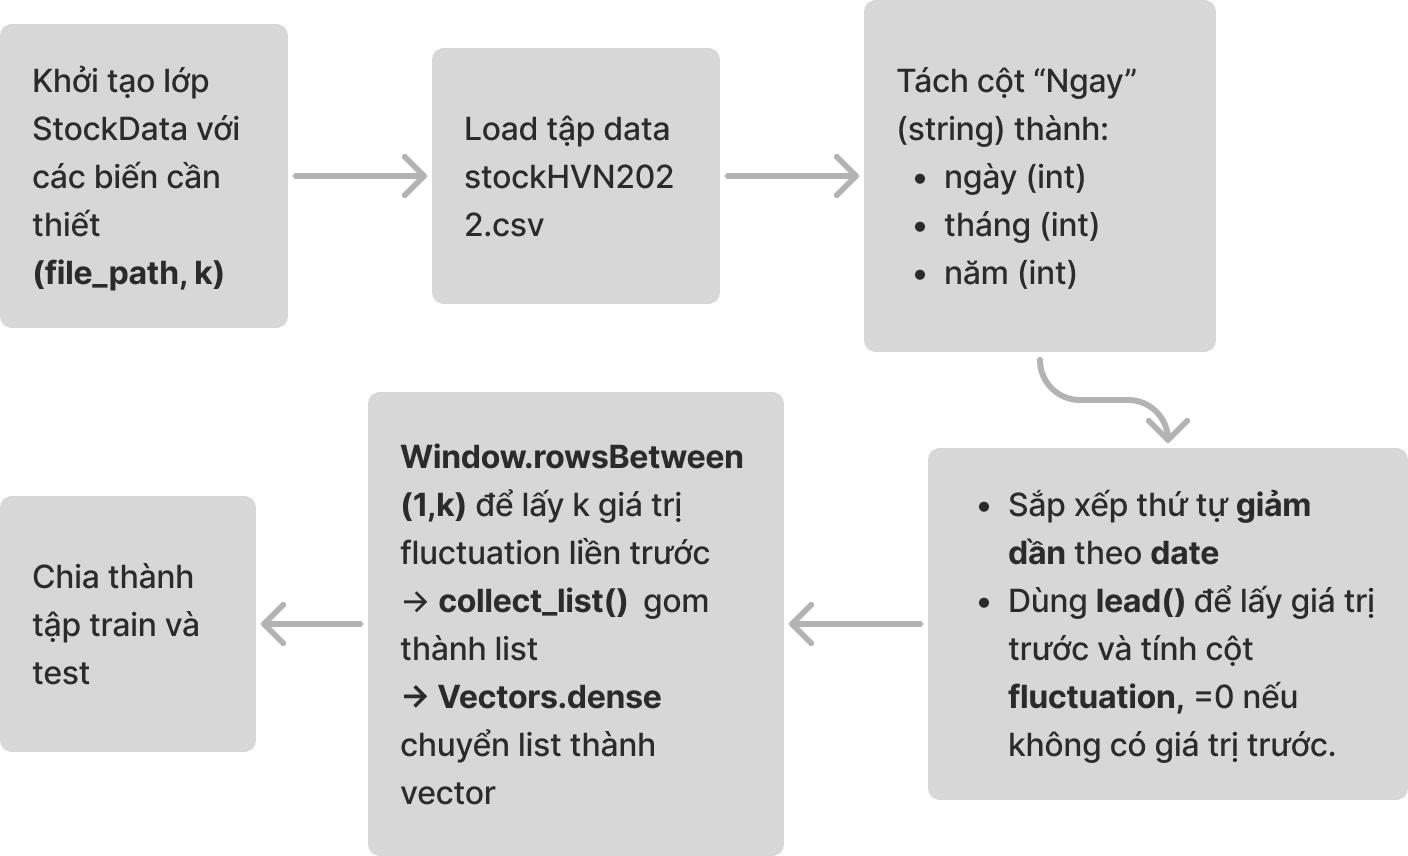 Khởi tạo lớp
StockData với
các biến cần
thiết
(file_path, k)
Load tập data
stockHVN202
2.csv
Tách cột “Ngay”
(string) thành:
• ngày (int)
• tháng (int)
• năm (int)
• Sắp xếp thứ tự giảm
dần theo date
• Dùng lead() để lấy giá trị
trước và tính cột
fluctuation, =0 nếu
không có giá trị trước.
Window.rowsBetween
(1,k) để lấy k giá trị
fluctuation liền trước
→ collect_list() gom
thành list
→ Vectors.dense
chuyển list thành
vector
Chia thành
tập train và
test